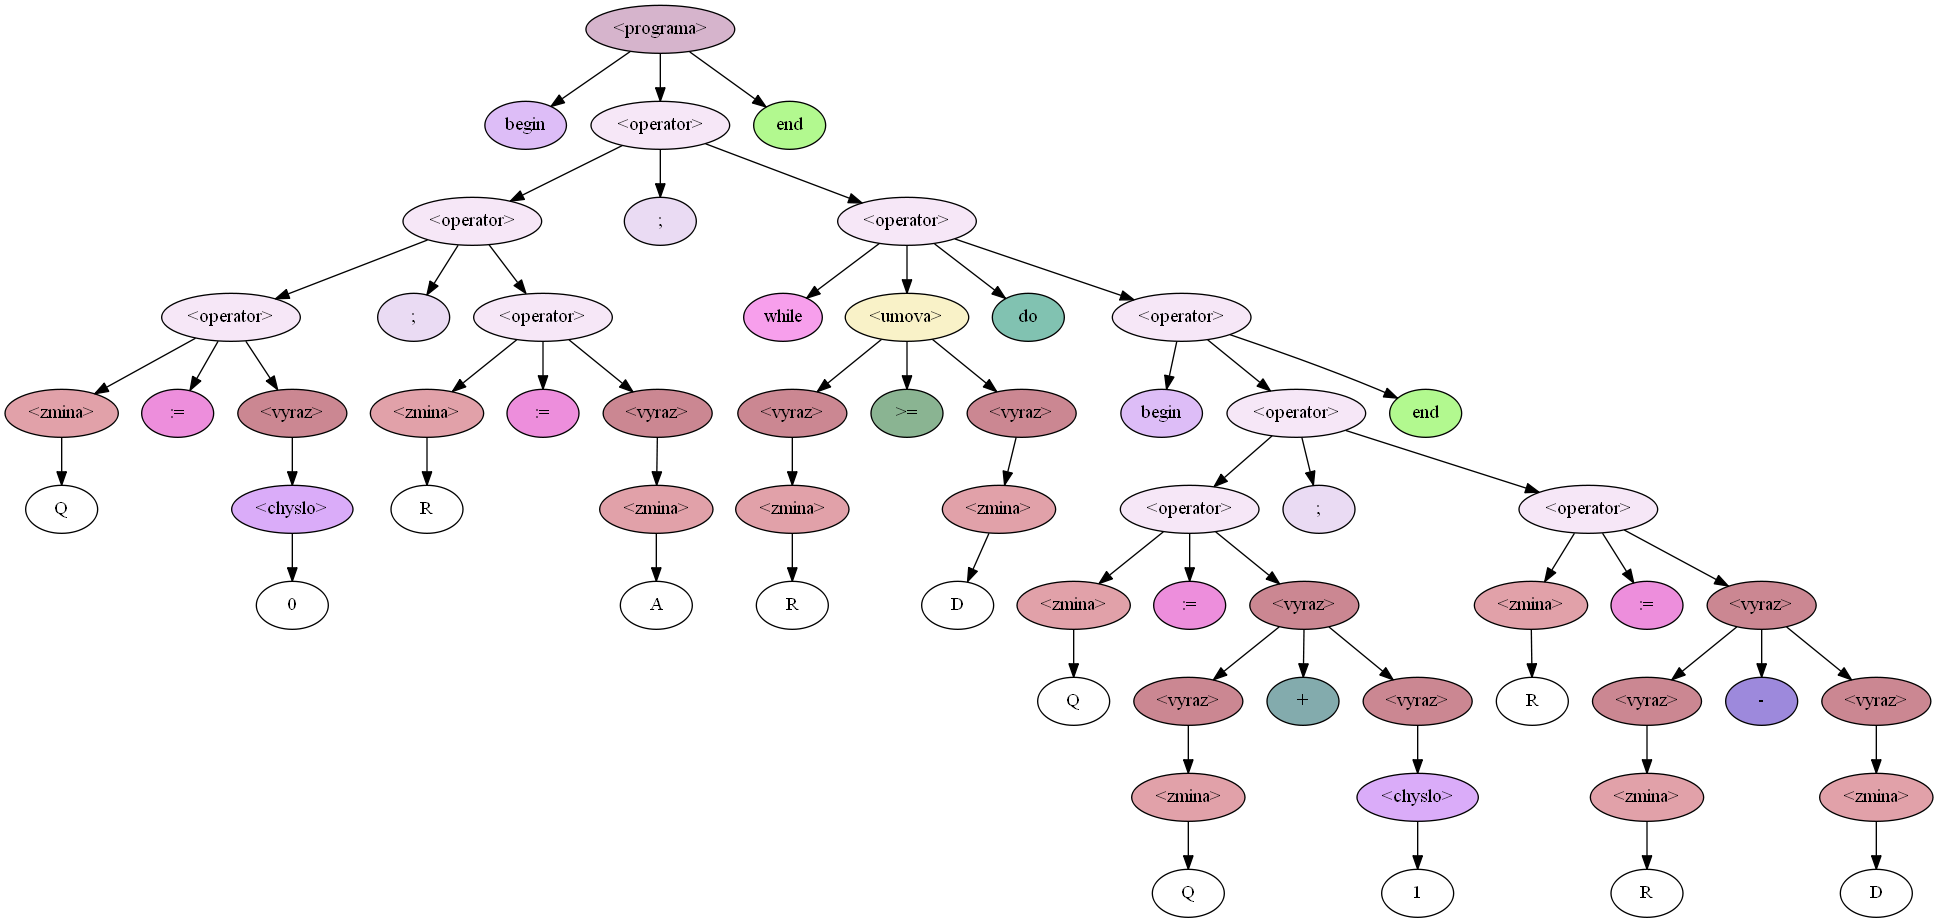 <programa>
begin <operator> end
<operator> ; <operator>
<operator> ; <operator> while <umova> do <operator>
<zmina> := <vyraz> <zmina> := <vyraz> <vyraz> >= <vyraz> begin <operator> end
Q <chyslo> R <zmina> <zmina> <zmina> <operator> ; <operator>
0 A R D <zmina> := <vyraz> <zmina> := <vyraz>
Q <vyraz> + <vyraz> R <vyraz> - <vyraz>
<zmina> <chyslo> <zmina> <zmina>
Q 1 R D